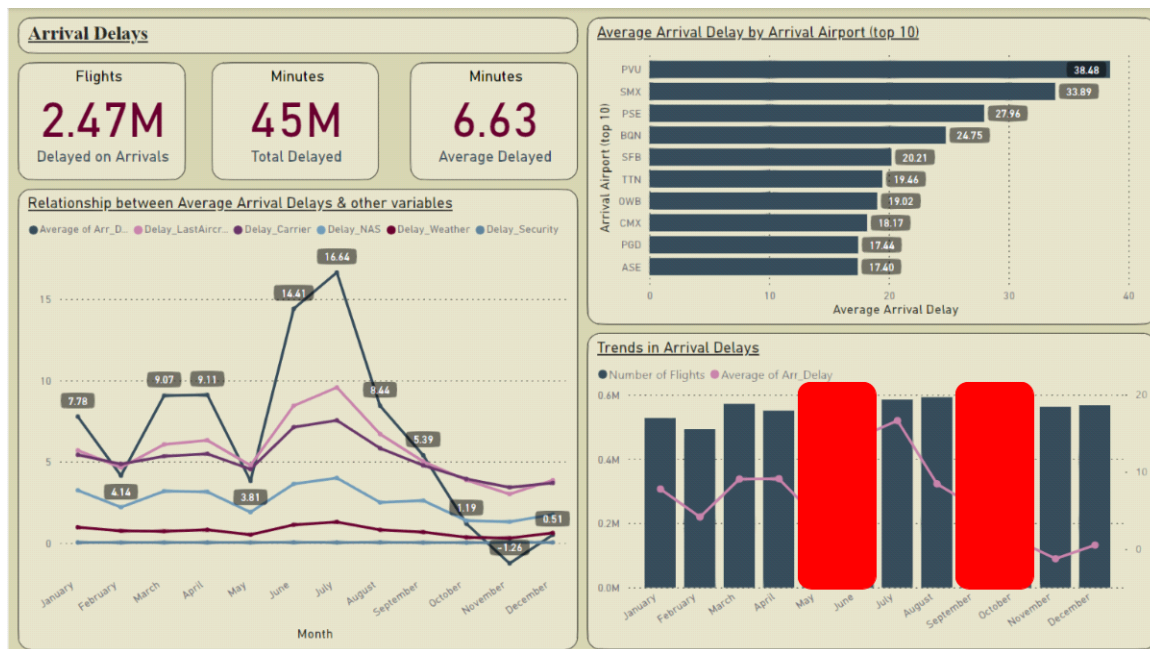 Arrival Delays
Flights
2.47M
Delayed on Arrivals
Minutes
45M
Total Delayed
Minutes
6.63
Average Delayed
Relationship between Average Arrival Delays & other variables
Average of Arr_D... Delay_LastAircr... Delay_Carrier Delay_NAS Delay_Weather Delay_Security
15
10
5
0
7.78
4.14
9.07
9.11
3.81
14.41
16.64
8.44
5.39
1.19
-1.26
0.51
January February March April May June July August September October November December
Month
Average Arrival Delay by Arrival Airport (top 10)
Arrival Airport (top 10)
PVU 38.48
SMX 33.89
PSE 27.96
BQN 24.75
SFB 20.21
TTN 19.46
OWB 19.02
CMX 18.17
PGD 17.44
ASE 17.40
0 10 20 30 40
Average Arrival Delay
Trends in Arrival Delays
Number of Flights Average of Arr_Delay
0.6M
0.4M
0.2M
0.0M
20
10
0
January February March April May June July August September October November December